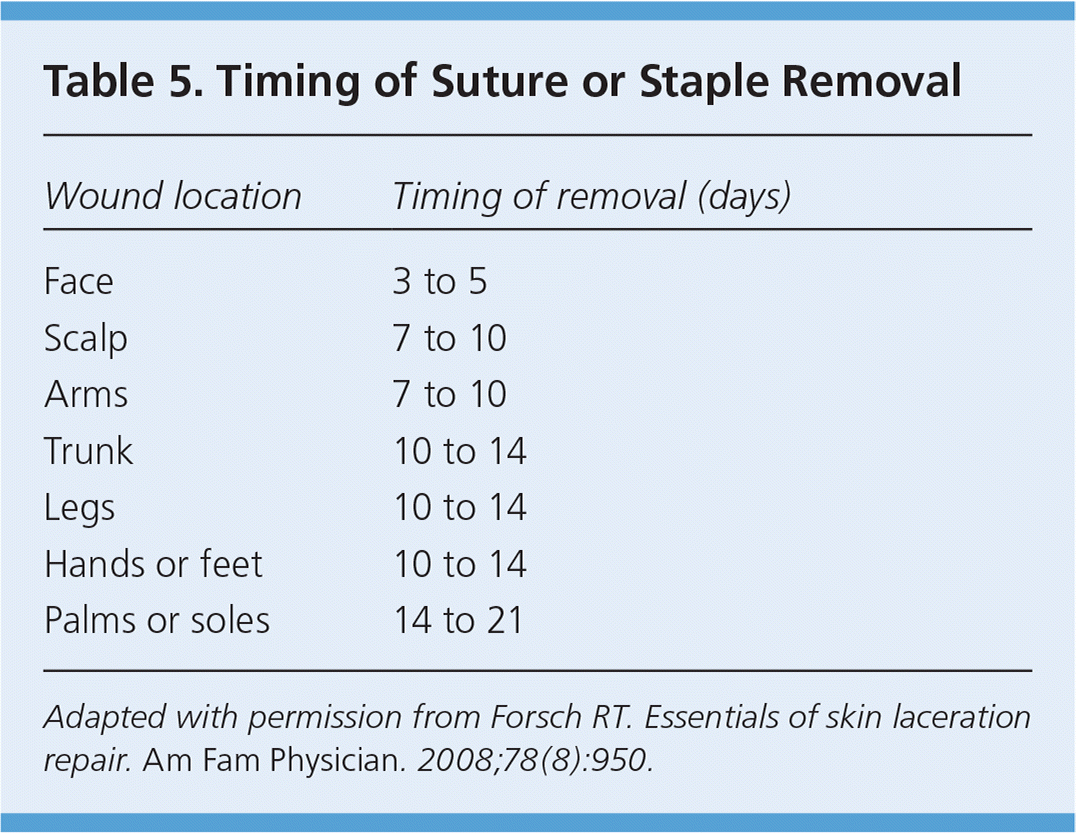 Table 5. Timing of Suture or Staple Removal
Wound location Timing of removal (days)
Face 3 to 5
Scalp 7 to 10
Arms 7 to 10
Trunk 10 to 14
Legs 10 to 14
Hands or feet 10 to 14
Palms or soles 14 to 21
Adapted with permission from Forsch RT. Essentials of skin laceration
repair. Am Fam Physician. 2008;78(8):950.